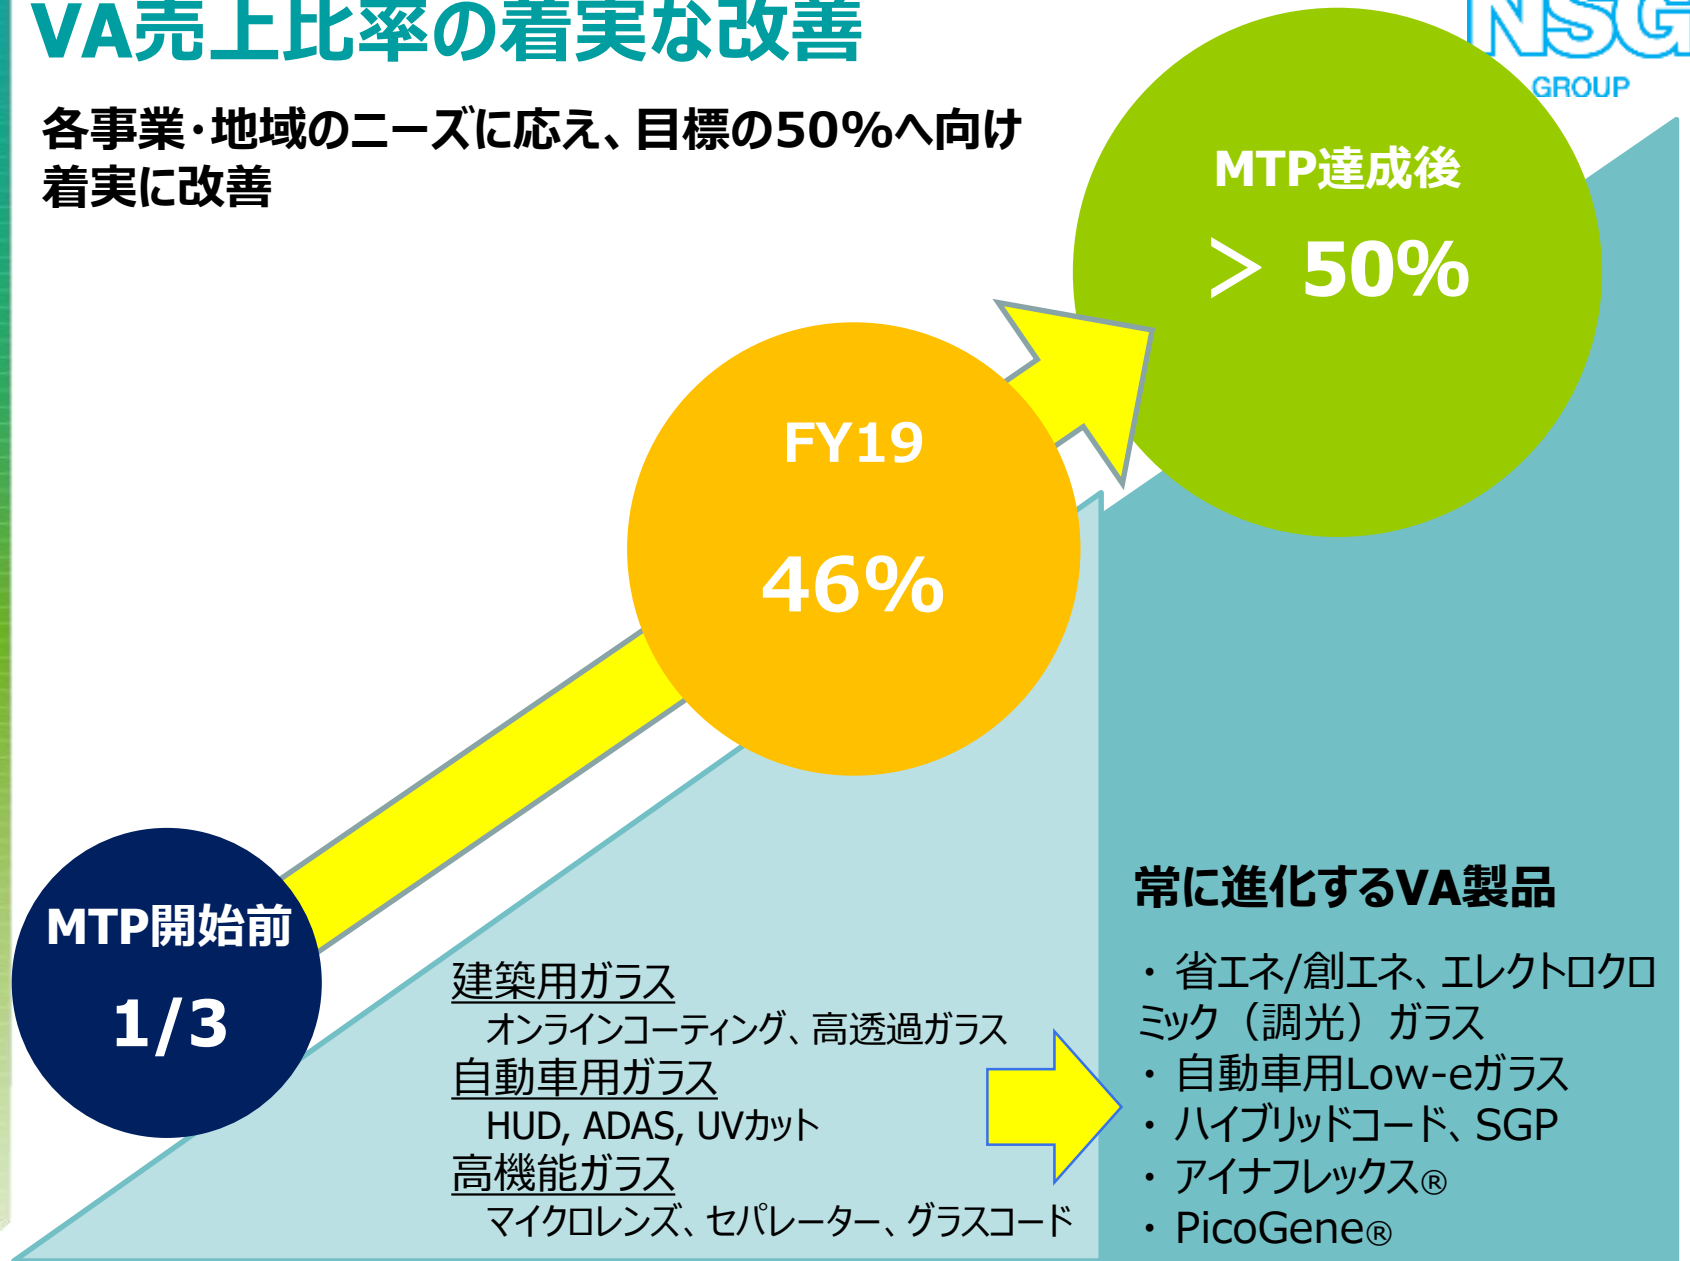 VA売上比率の着実な改善
NSG
GROUP
各事業・地域のニーズに応え、目標の50%へ向け
着実に改善
MTP達成後
＞ 50%
FY19
46%
MTP開始前
1/3
建築用ガラス
オンラインコーティング、高透過ガラス
自動車用ガラス
HUD, ADAS, UVカット
高機能ガラス
マイクロレンズ、セパレーター、グラスコード
常に進化するVA製品
・省エネ/創エネ、エレクトロクロ
ミック（調光）ガラス
・自動車用Low-eガラス
・ハイブリッドコード、SGP
・アイナフレックス®
・PicoGene®